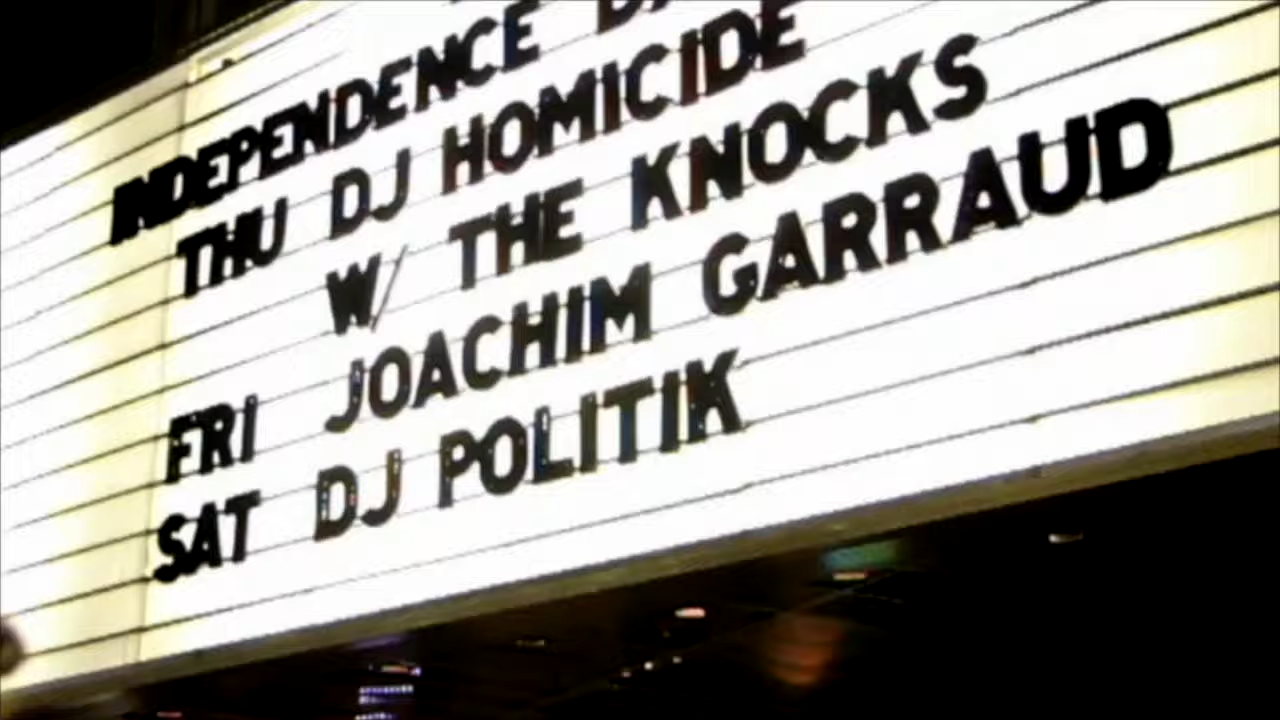 INDEPENDENCE
THU DJ HOMICIDE
W/ THE KNOCKS
FRI JOACHIM GARRAUD
SAT DJ POLITIK